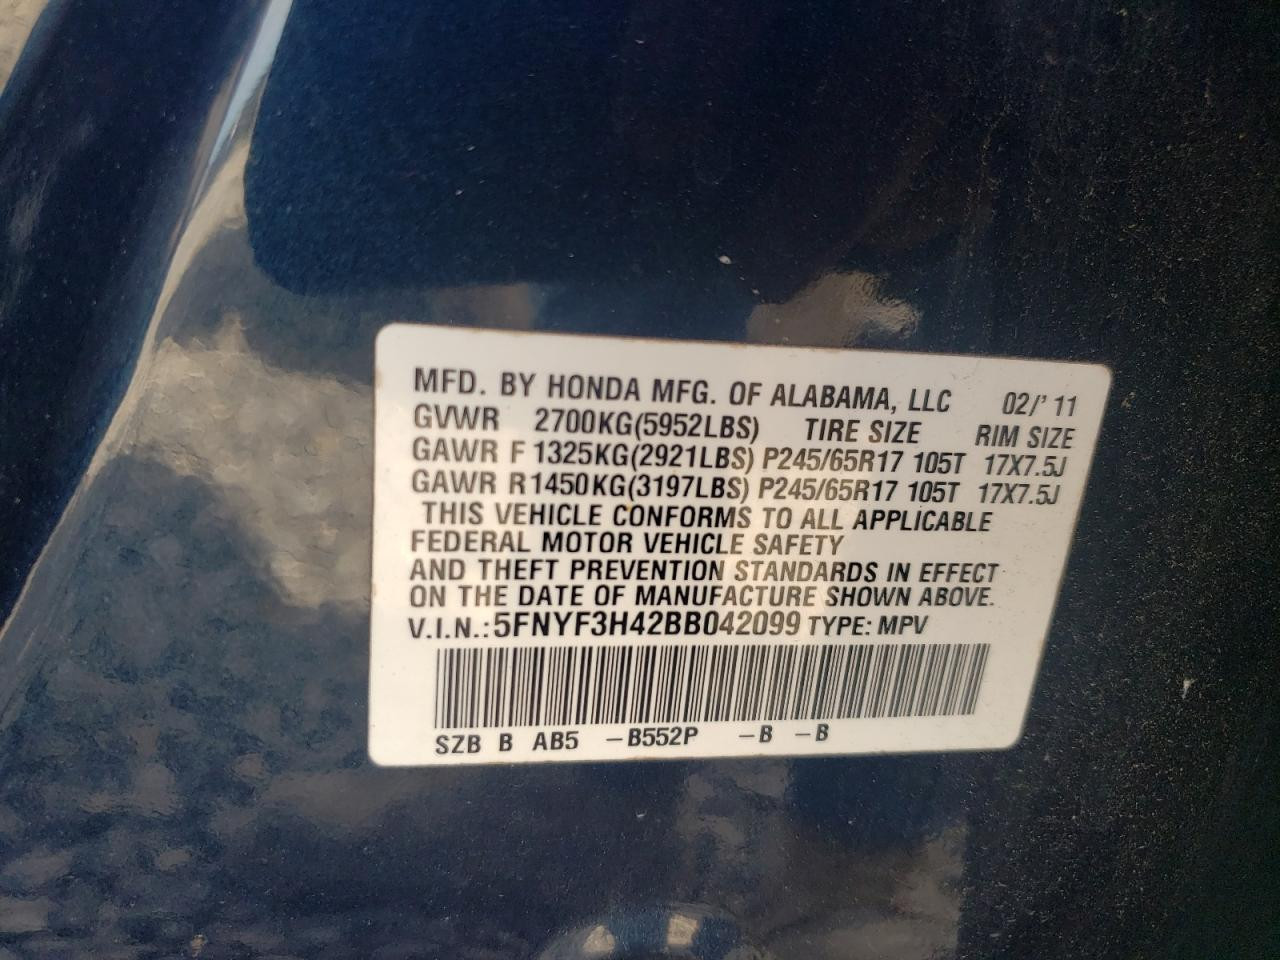 MFD. BY HONDA MFG. OF ALABAMA, LLC 02/'11
GVWR 2700KG(5952LBS) TIRE SIZE RIM SIZE
GAWR F 1325KG(2921LBS) P245/65R17 105T 17X7.5J
GAWR R 1450KG(3197LBS) P245/65R17 105T 17X7.5J
THIS VEHICLE CONFORMS TO ALL APPLICABLE
FEDERAL MOTOR VEHICLE SAFETY
AND THEFT PREVENTION STANDARDS IN EFFECT
ON THE DATE OF MANUFACTURE SHOWN ABOVE.
V.I.N.:5FNYF3H42BB042099 TYPE: MPV
SZB B AB5 -B552P -B -B